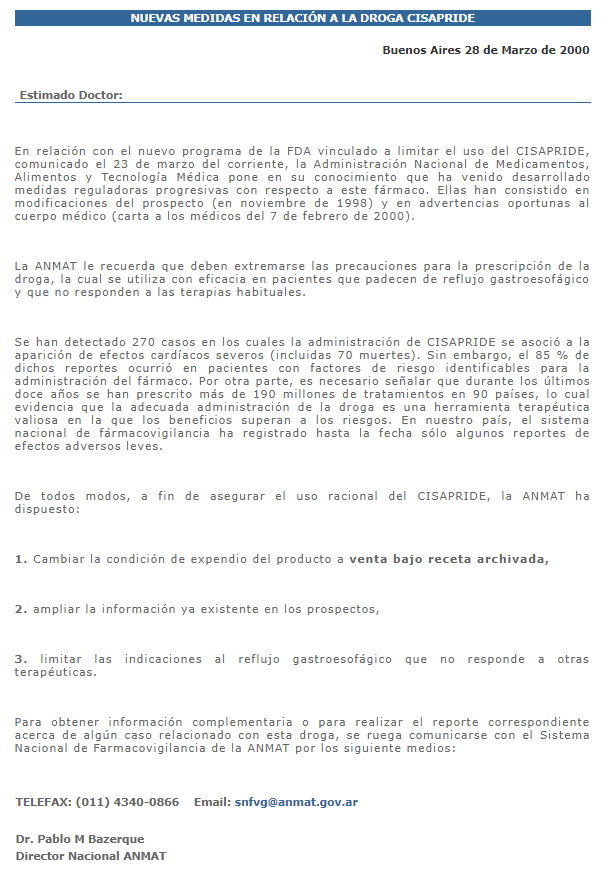 NUEVAS MEDIDAS EN RELACIÓN A LA DROGA CISAPRIDE
Buenos Aires 28 de Marzo de 2000
Estimado Doctor:
En relación con el nuevo programa de la FDA vinculado a limitar el uso del CISAPRIDE,
comunicado el 23 de marzo del corriente, la Administración Nacional de Medicamentos,
Alimentos y Tecnología Médica pone en su conocimiento que ha venido desarrollado
medidas reguladoras progresivas con respecto a este fármaco. Ellas han consistido en
modificaciones del prospecto (en noviembre de 1998) y en advertencias oportunas al
cuerpo médico (carta a los médicos del 7 de febrero de 2000).
La ANMAT le recuerda que deben extremarse las precauciones para la prescripción de la
droga, la cual se utiliza con eficacia en pacientes que padecen de reflujo gastroesofágico
y que no responden a las terapias habituales.
Se han detectado 270 casos en los cuales la administración de CISAPRIDE se asoció a la
aparición de efectos cardíacos severos (incluidas 70 muertes). Sin embargo, el 85 % de
dichos reportes ocurrió en pacientes con factores de riesgo identificables para la
administración del fármaco. Por otra parte, es necesario señalar que durante los últimos
doce años se han prescrito más de 190 millones de tratamientos en 90 países, lo cual
evidencia que la adecuada administración de la droga es una herramienta terapéutica
valiosa en la que los beneficios superan a los riesgos. En nuestro país, el sistema
nacional de fármacovigilancia ha registrado hasta la fecha sólo algunos reportes de
efectos adversos leves.
De todos modos, a fin de asegurar el uso racional del CISAPRIDE, la ANMAT ha
dispuesto:
1. Cambiar la condición de expendio del producto a venta bajo receta archivada,
2. ampliar la información ya existente en los prospectos,
3. limitar las indicaciones al reflujo gastroesofágico que no responde a otras
terapéuticas.
Para obtener información complementaria o para realizar el reporte correspondiente
acerca de algún caso relacionado con esta droga, se ruega comunicarse con el Sistema
Nacional de Farmacovigilancia de la ANMAT por los siguiente medios:
TELEFAX: (011) 4340-0866 Email: snfvg@anmat.gov.ar
Dr. Pablo M Bazerque
Director Nacional ANMAT